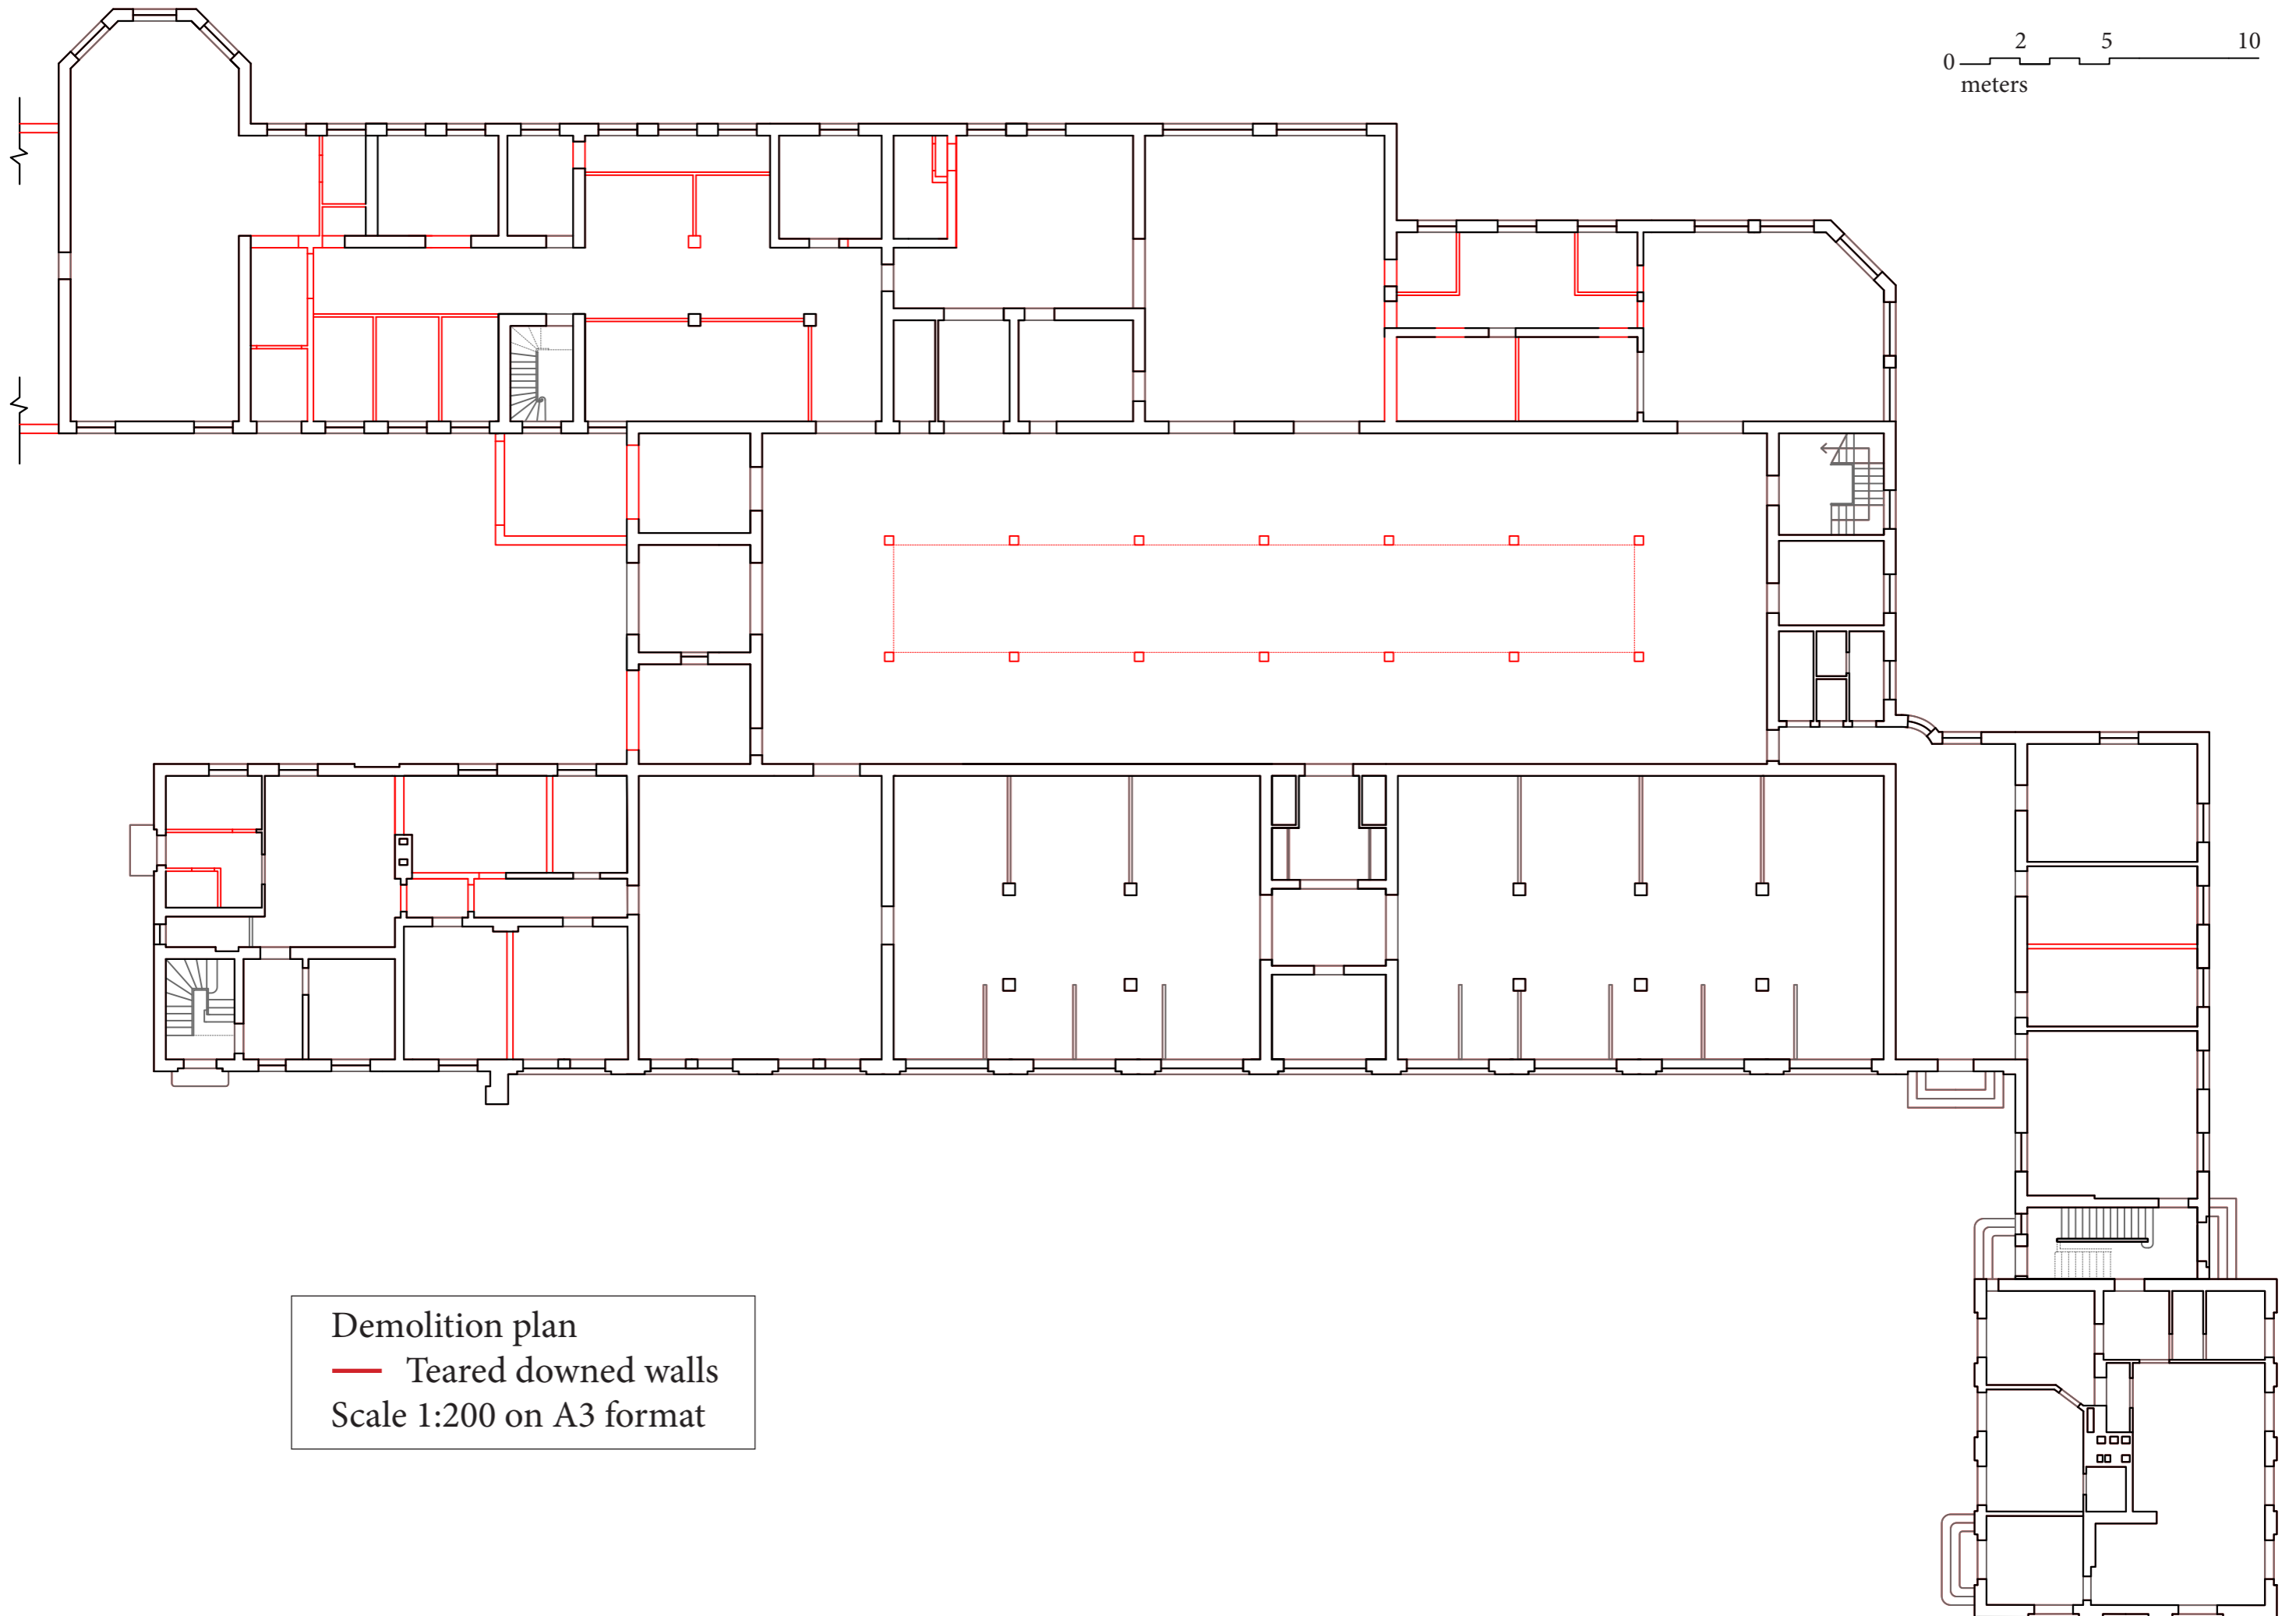 2 5 10
0
meters
Demolition plan
Teared downed walls
Scale 1:200 on A3 format